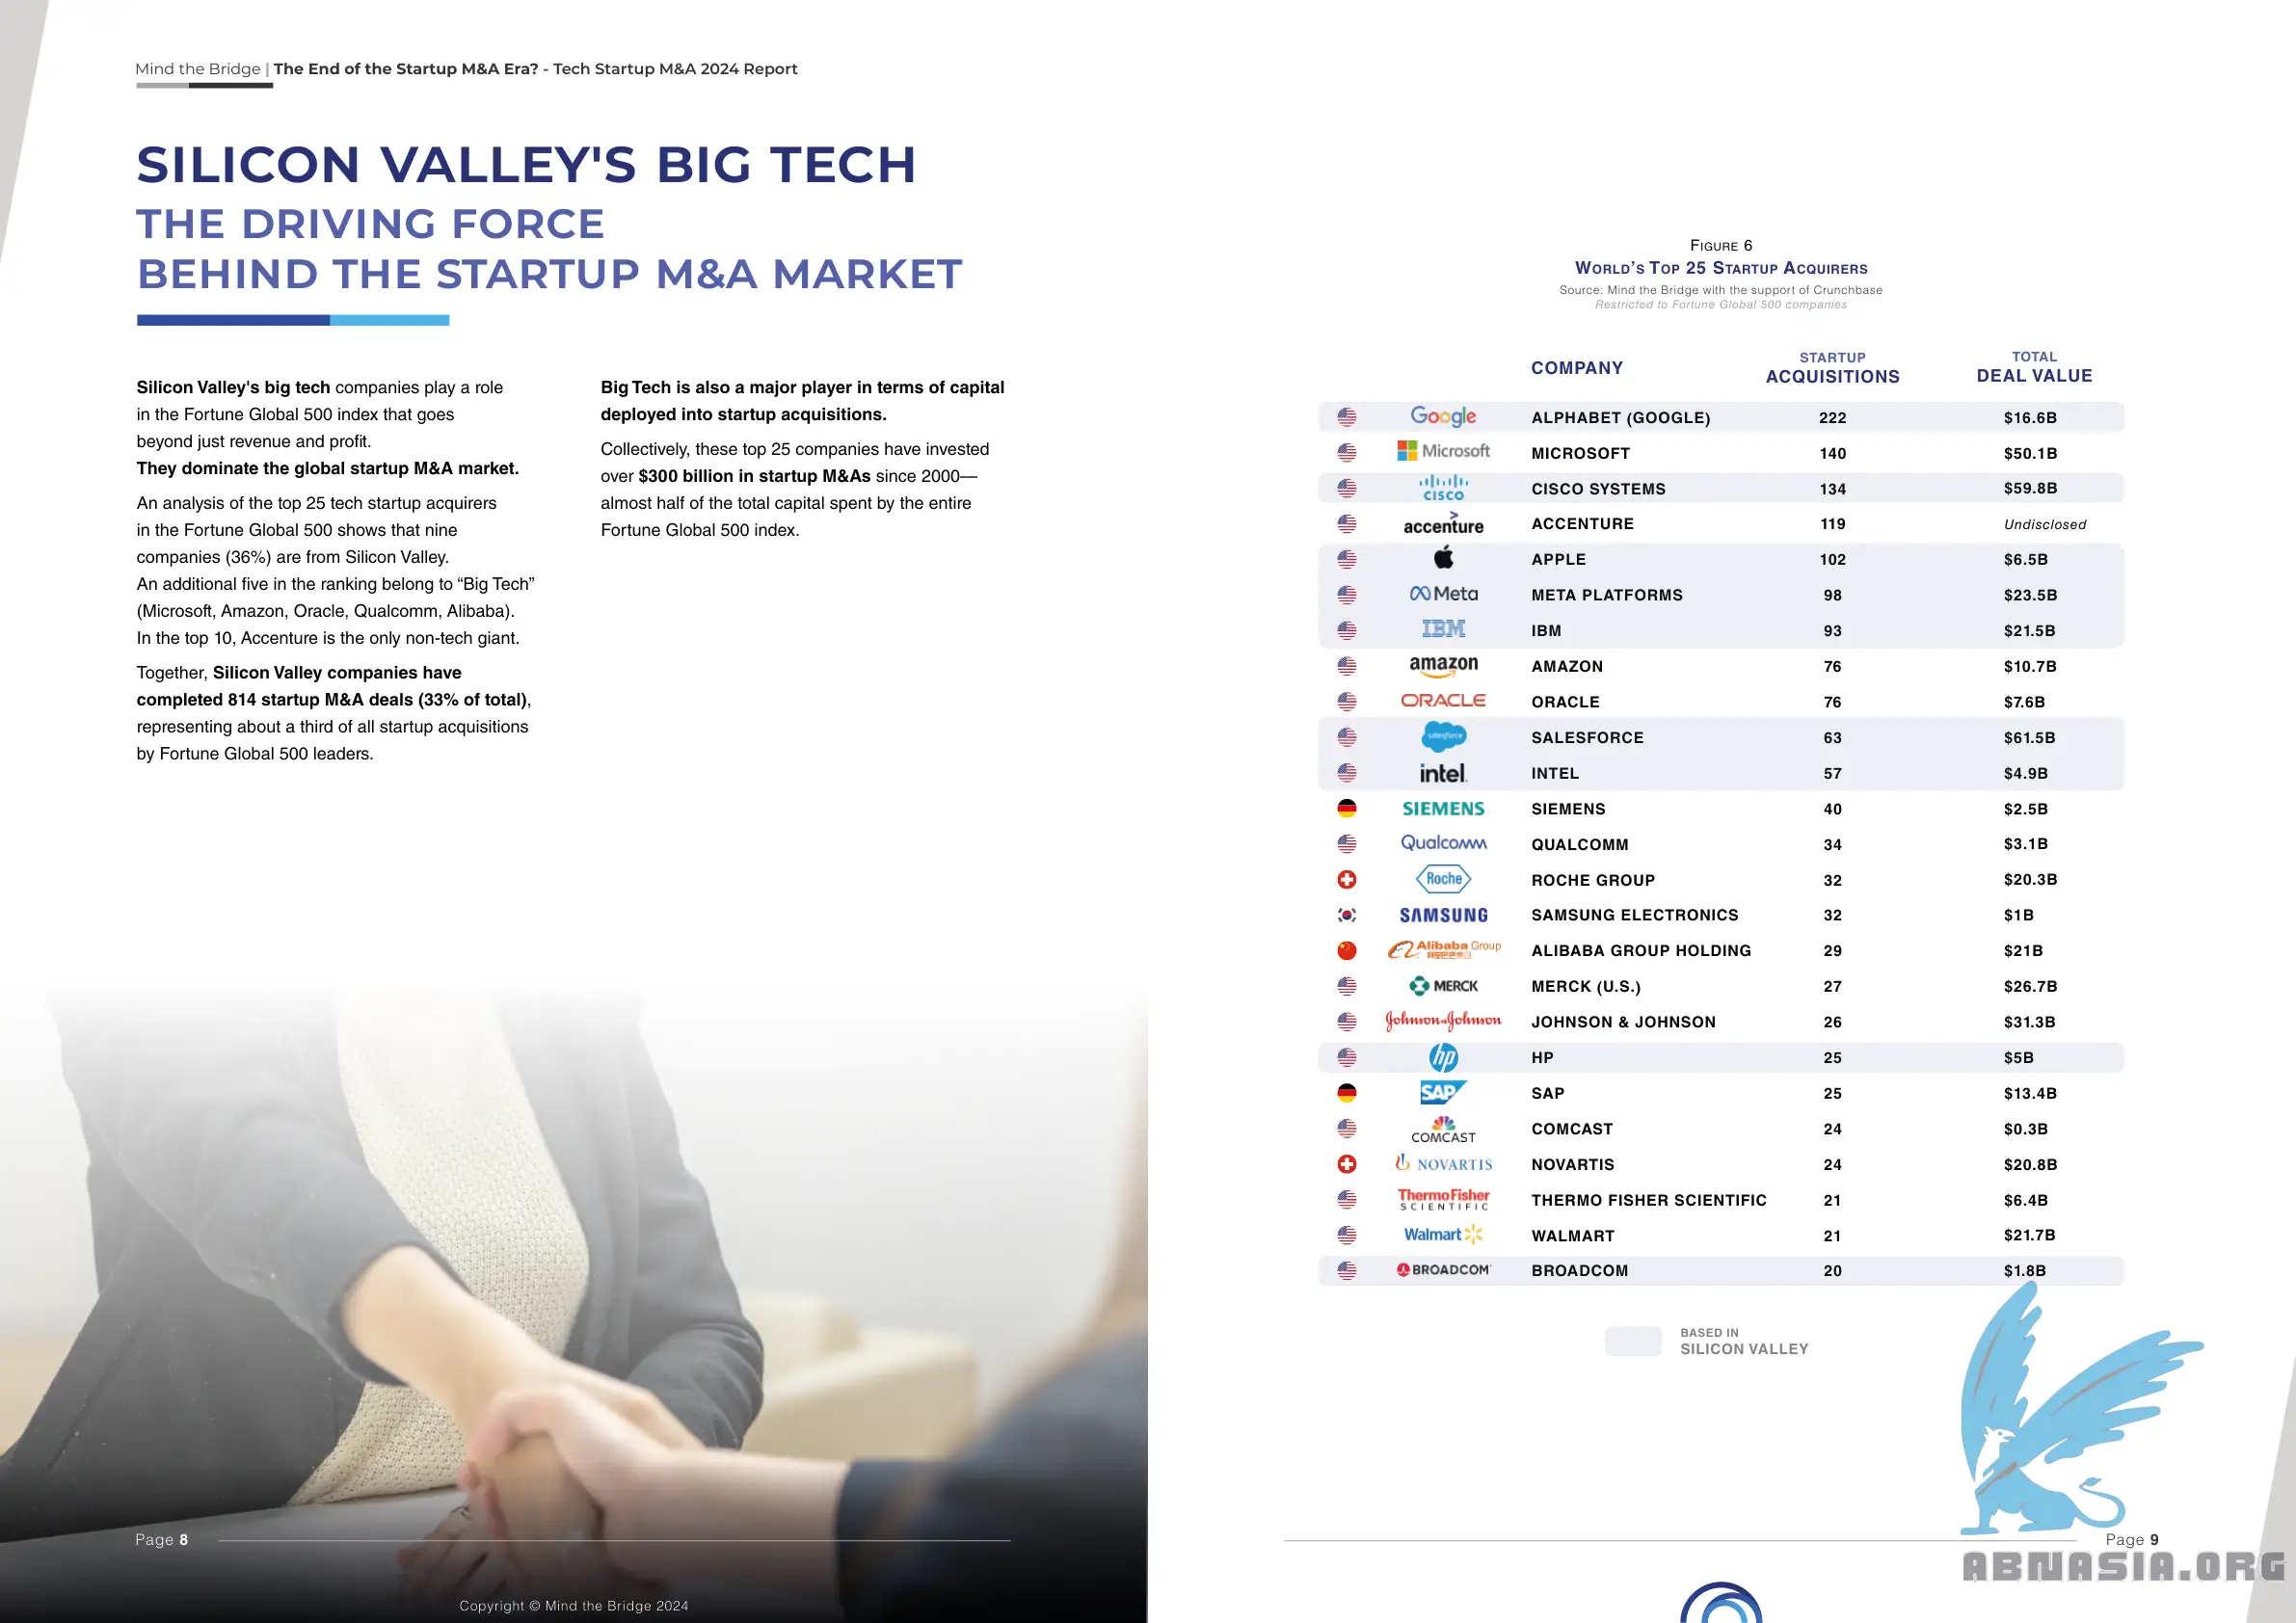 Mind the Bridge | The End of the Startup M&A Era? - Tech Startup M&A 2024 Report
SILICON VALLEY'S BIG TECH
THE DRIVING FORCE
BEHIND THE STARTUP M&A MARKET
Silicon Valley's big tech companies play a role
in the Fortune Global 500 index that goes
beyond just revenue and profit.
They dominate the global startup M&A market.
An analysis of the top 25 tech startup acquirers
in the Fortune Global 500 shows that nine
companies (36%) are from Silicon Valley.
An additional five in the ranking belong to “Big Tech”
(Microsoft, Amazon, Oracle, Qualcomm, Alibaba).
In the top 10, Accenture is the only non-tech giant.
Together, Silicon Valley companies have
completed 814 startup M&A deals (33% of total),
representing about a third of all startup acquisitions
by Fortune Global 500 leaders.
Big Tech is also a major player in terms of capital
deployed into startup acquisitions.
Collectively, these top 25 companies have invested
over $300 billion in startup M&As since 2000—
almost half of the total capital spent by the entire
Fortune Global 500 index.
Page 8
Copyright © Mind the Bridge 2024
FIGURE 6
WORLD’S TOP 25 STARTUP ACQUIRERS
Source: Mind the Bridge with the support of Crunchbase
Restricted to Fortune Global 500 companies
COMPANY STARTUP ACQUISITIONS TOTAL DEAL VALUE
Google ALPHABET (GOOGLE) 222 $16.6B
Microsoft MICROSOFT 140 $50.1B
CISCO CISCO SYSTEMS 134 $59.8B
accenture ACCENTURE 119 Undisclosed
APPLE 102 $6.5B
Meta META PLATFORMS 98 $23.5B
IBM IBM 93 $21.5B
amazon AMAZON 76 $10.7B
ORACLE ORACLE 76 $7.6B
salesforce SALESFORCE 63 $61.5B
intel INTEL 57 $4.9B
SIEMENS SIEMENS 40 $2.5B
Qualcomm QUALCOMM 34 $3.1B
Roche ROCHE GROUP 32 $20.3B
SAMSUNG SAMSUNG ELECTRONICS 32 $1B
Alibaba Group ALIBABA GROUP HOLDING 29 $21B
MERCK MERCK (U.S.) 27 $26.7B
Johnson & Johnson JOHNSON & JOHNSON 26 $31.3B
hp HP 25 $5B
SAP SAP 25 $13.4B
COMCAST COMCAST 24 $0.3B
NOVARTIS NOVARTIS 24 $20.8B
ThermoFisher SCIENTIFIC THERMO FISHER SCIENTIFIC 21 $6.4B
Walmart WALMART 21 $21.7B
BROADCOM BROADCOM 20 $1.8B
BASED IN
SILICON VALLEY
Page 9
ABNASIA.ORG